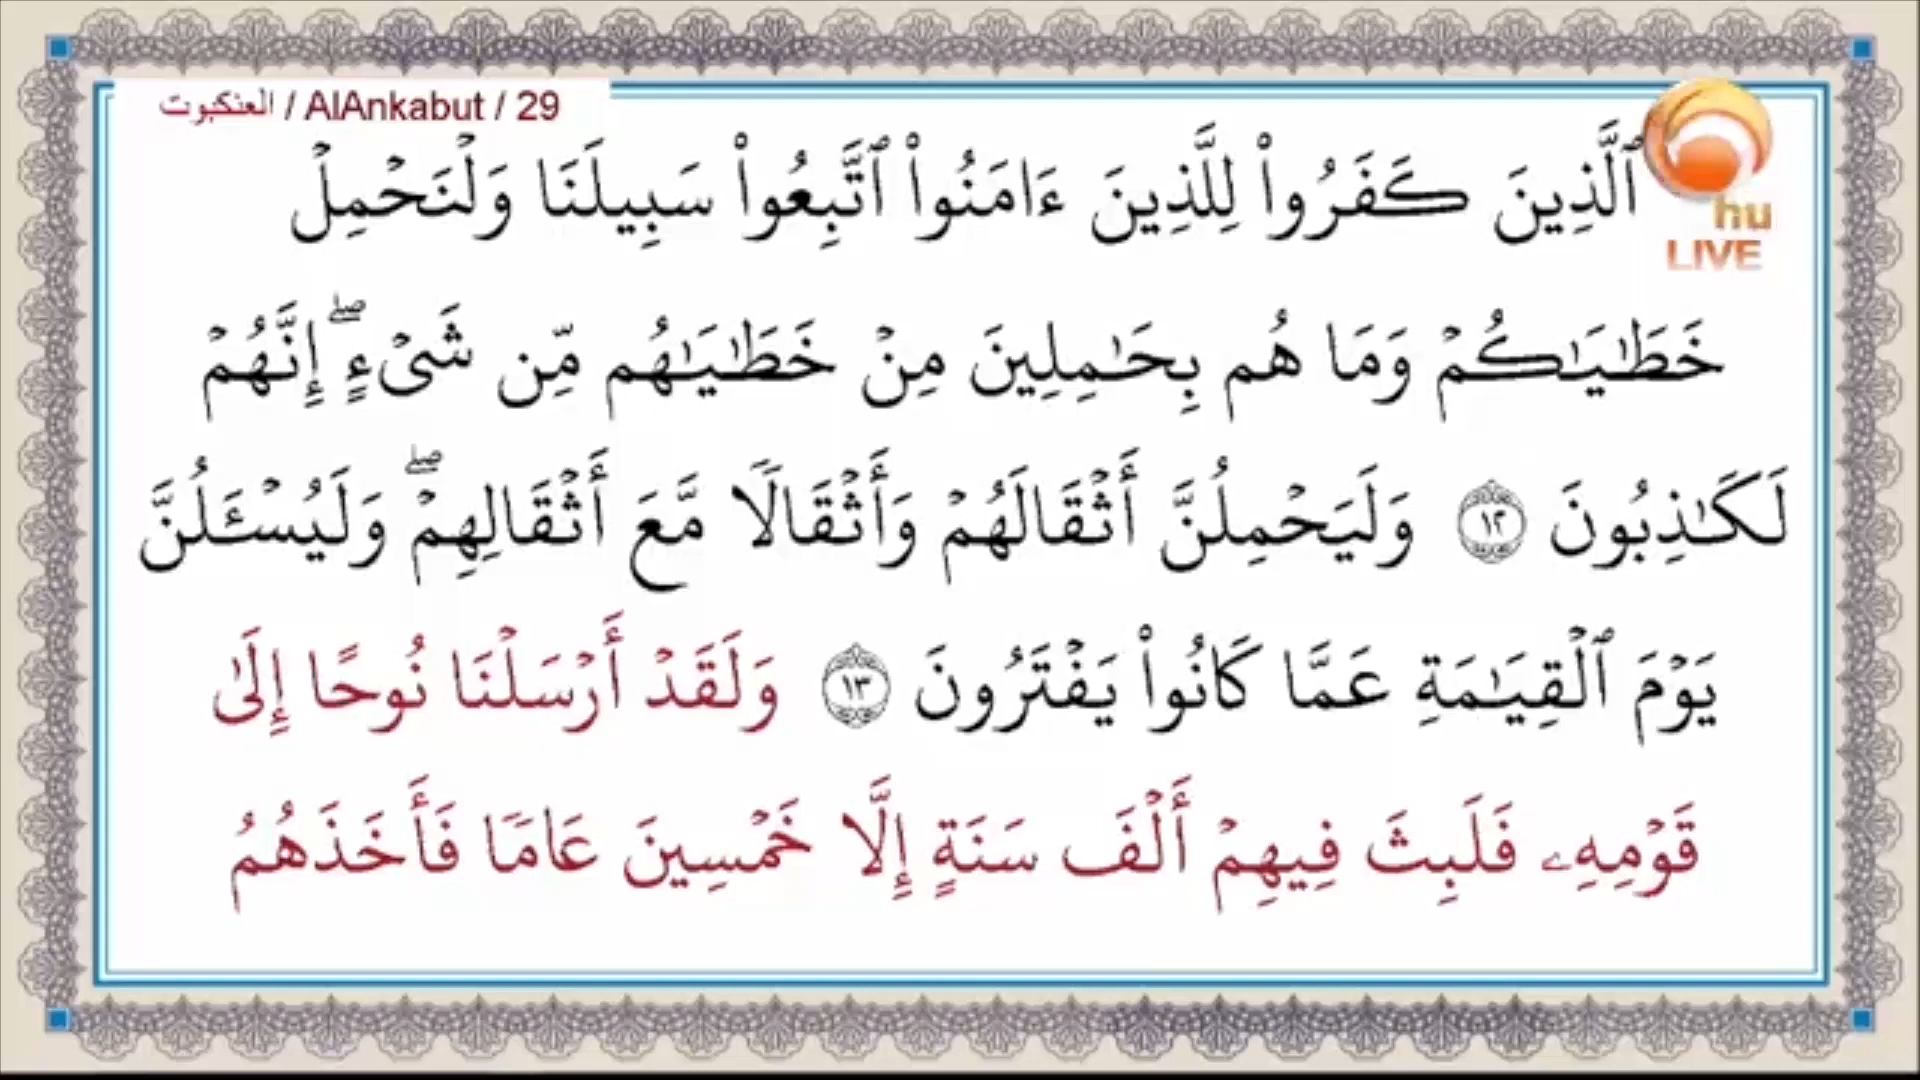 العنكبوت / AlAnkabut / 29
ٱلَّذِينَ كَفَرُوا۟ لِلَّذِينَ ءَامَنُوا۟ ٱتَّبِعُوا۟ سَبِيلَنَا وَلْنَحْمِلْ
hu
LIVE
خَطَـٰيَـٰكُمْ وَمَا هُم بِحَـٰمِلِينَ مِنْ خَطَـٰيَـٰهُم مِّن شَىْءٍ ۖ إِنَّهُمْ
لَكَـٰذِبُونَ ١٢ وَلَيَحْمِلُنَّ أَثْقَالَهُمْ وَأَثْقَالًا مَّعَ أَثْقَالِهِمْ ۖ وَلَيُسْـَٔلُنَّ
يَوْمَ ٱلْقِيَـٰمَةِ عَمَّا كَانُوا۟ يَفْتَرُونَ ١٣ وَلَقَدْ أَرْسَلْنَا نُوحًا إِلَىٰ
قَوْمِهِۦ فَلَبِثَ فِيهِمْ أَلْفَ سَنَةٍ إِلَّا خَمْسِينَ عَامًا فَأَخَذَهُمُ